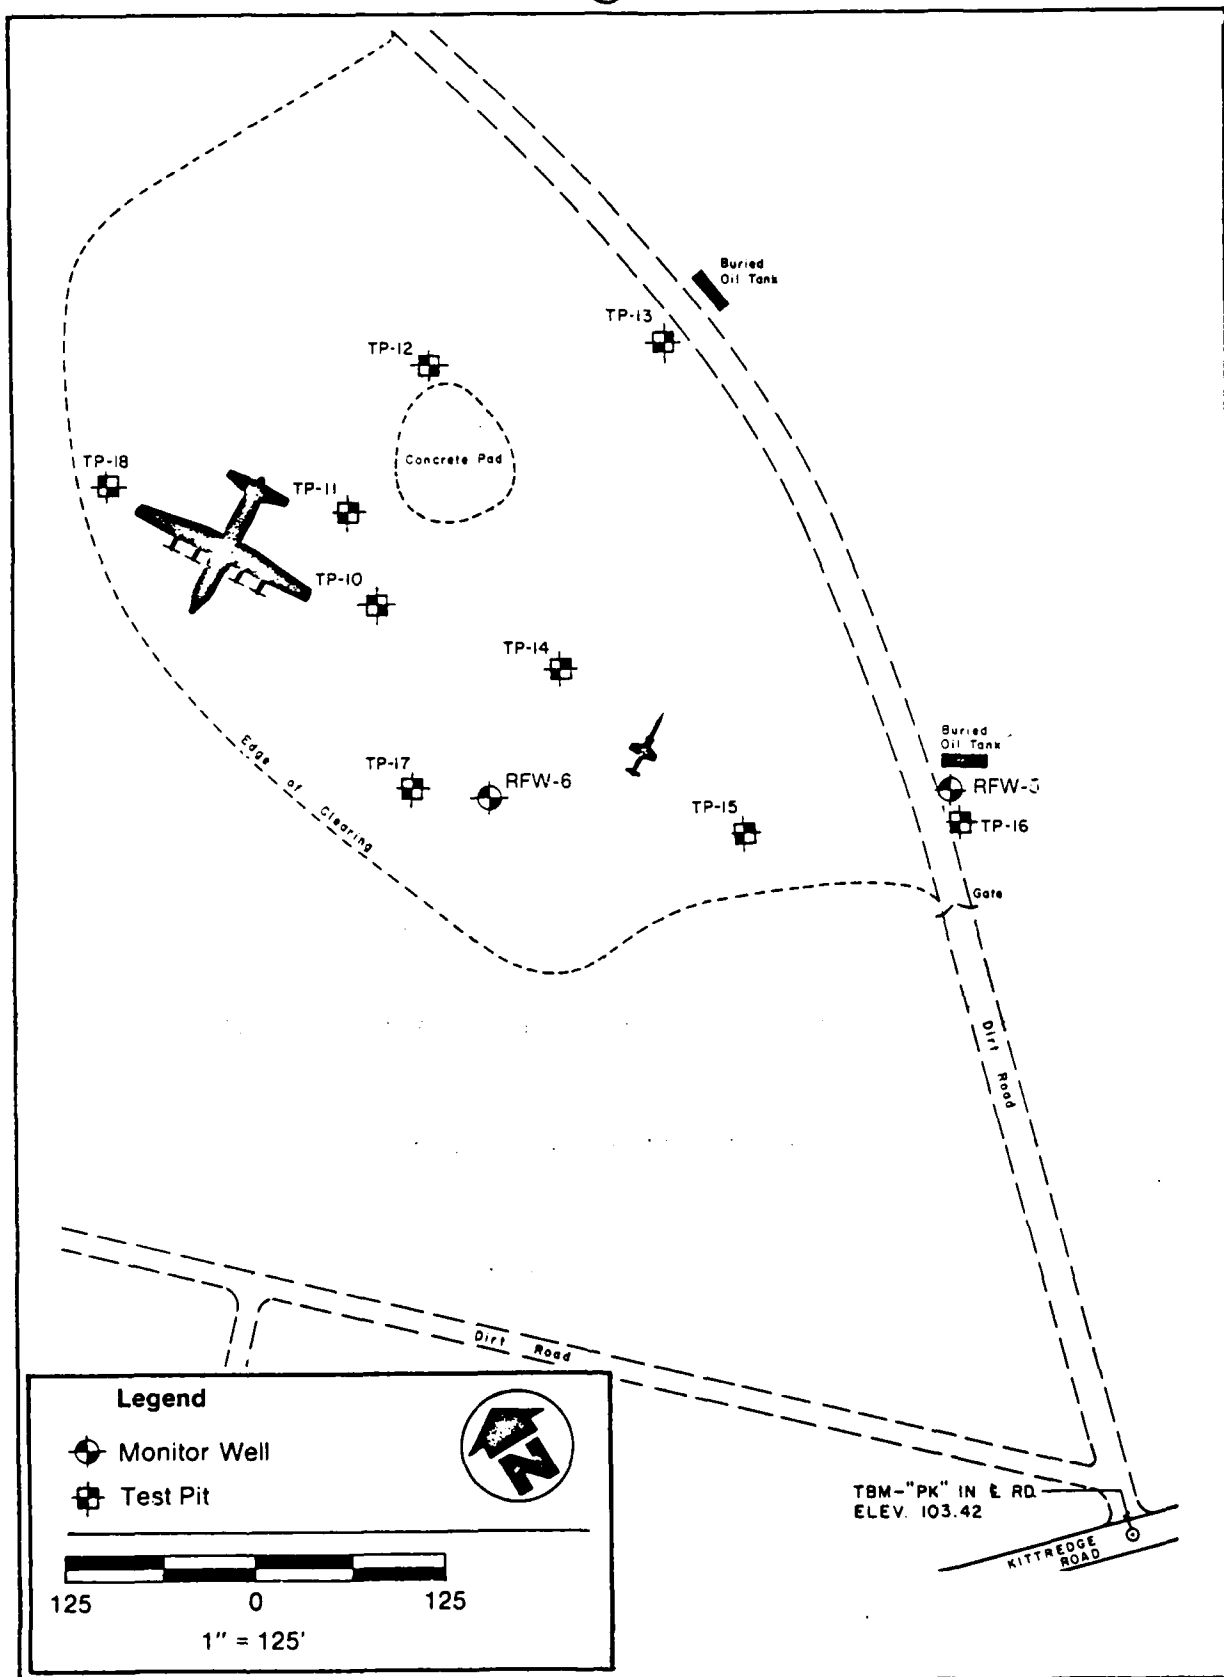 Buried
Oil Tank
TP-13
TP-12
Concrete Pad
TP-18
TP-11
TP-10
TP-14
Buried
Oil Tank
Edge of Clearing
TP-17
RFW-6
TP-15
TP-16
Gate
Dirt Road
Dirt Road
Legend
Monitor Well
Test Pit
N
125 0 125
1" = 125'
TBM-"PK" IN ℄ RD.
ELEV. 103.42
KITTREDGE
ROAD